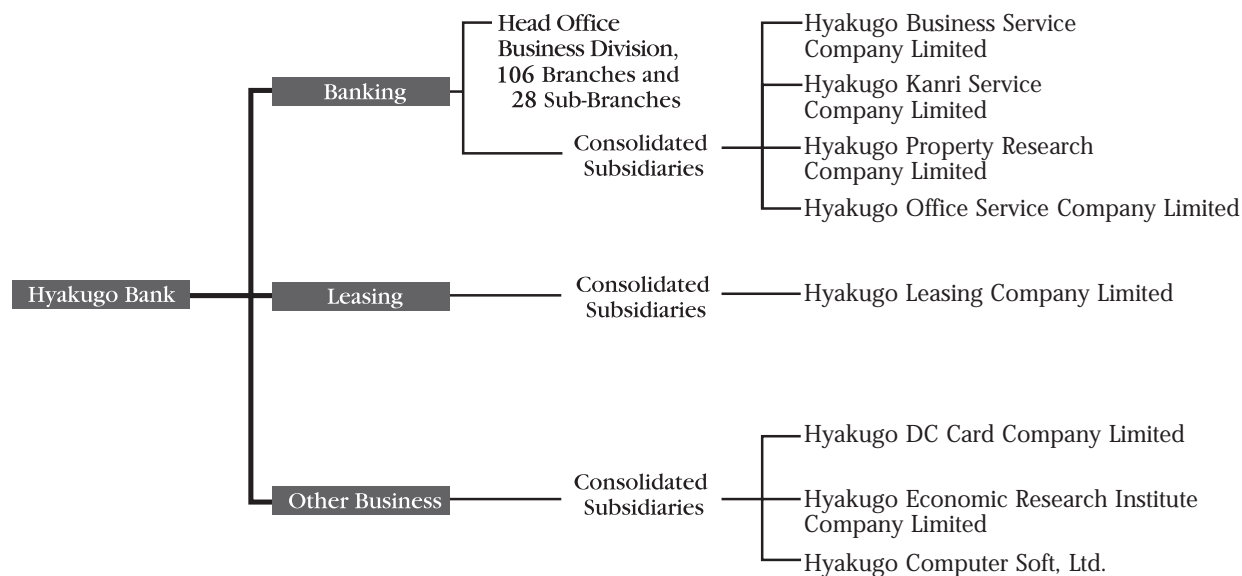 Hyakugo Bank
Banking
Head Office
Business Division,
106 Branches and
28 Sub-Branches
Consolidated
Subsidiaries
Hyakugo Business Service
Company Limited
Hyakugo Kanri Service
Company Limited
Hyakugo Property Research
Company Limited
Hyakugo Office Service Company Limited
Leasing
Consolidated
Subsidiaries
Hyakugo Leasing Company Limited
Other Business
Consolidated
Subsidiaries
Hyakugo DC Card Company Limited
Hyakugo Economic Research Institute
Company Limited
Hyakugo Computer Soft, Ltd.